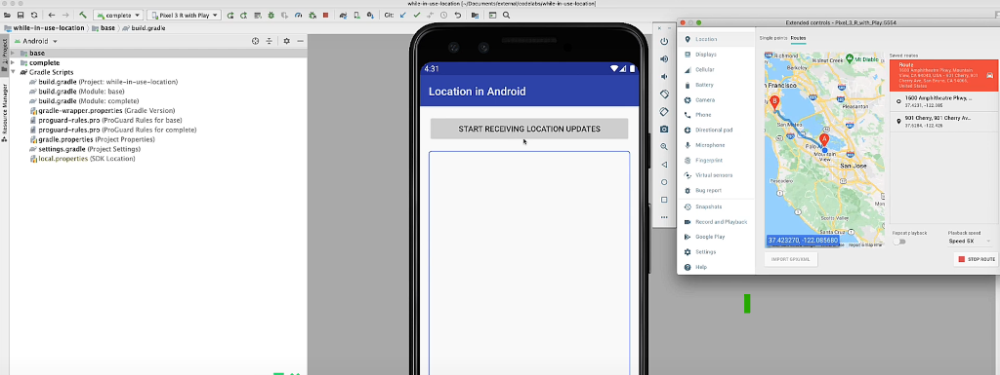 while-in-use-location [~/Documents/external/codelabs/while-in-use-location]
complete
Pixel 3 R with Play
while-in-use-location
base
build.gradle
Android
base
complete
Gradle Scripts
build.gradle (Project: while-in-use-location)
build.gradle (Module: base)
build.gradle (Module: complete)
gradle-wrapper.properties (Gradle Version)
proguard-rules.pro (ProGuard Rules for base)
proguard-rules.pro (ProGuard Rules for complete)
gradle.properties (Project Properties)
settings.gradle (Project Settings)
local.properties (SDK Location)
1: Project
Resource Manager
4:31
Location in Android
START RECEIVING LOCATION UPDATES
Extended controls - Pixel_3_R_with_Play:5554
Location
Displays
Cellular
Battery
Camera
Phone
Directional pad
Microphone
Fingerprint
Virtual sensors
Bug report
Snapshots
Record and Playback
Google Play
Settings
Help
Single points
Routes
Richmond
Walnut Creek
Mt Diablo
Francisco
B
San Mateo
Palo
A
Mountain
View
San Jose
Pescadero
Scotts Valley
Santa Cruz
37.423270, -122.085680
IMPORT GPX/KML
Saved routes
Route
1600 Amphitheatre Pkwy, Mountain
View, CA 94043, USA - 901 Cherry, 901
Cherry Ave, San Bruno, CA 94066,
United States
1600 Amphitheatre Pkwy, ...
37.4231, -122.085
901 Cherry, 901 Cherry Av...
37.6284, -122.426
Repeat playback
Playback speed
Speed 5X
STOP ROUTE